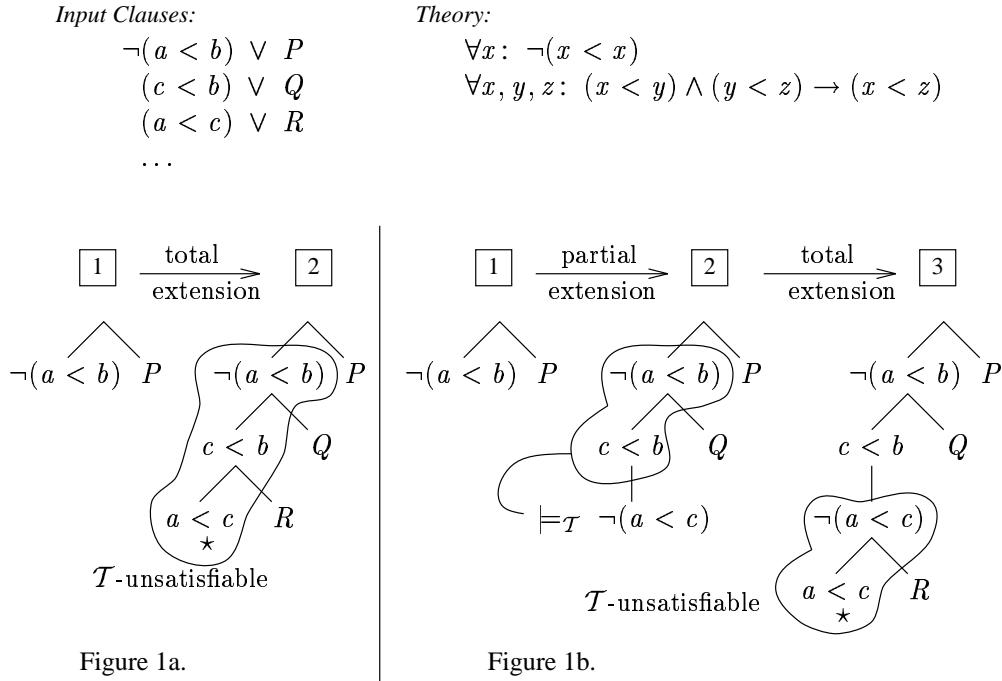 Input Clauses:
¬(a < b) ∨ P
(c < b) ∨ Q
(a < c) ∨ R
...
Theory:
∀x: ¬(x < x)
∀x, y, z: (x < y) ∧ (y < z) → (x < z)
1 total extension 2
¬(a < b) P ¬(a < b) P
c < b Q
a < c R
⋆
𝒯-unsatisfiable
Figure 1a.
1 partial extension 2 total extension 3
¬(a < b) P ¬(a < b) P ¬(a < b) P
c < b Q c < b Q
⊨𝒯 ¬(a < c) ¬(a < c)
a < c R
⋆
𝒯-unsatisfiable
Figure 1b.